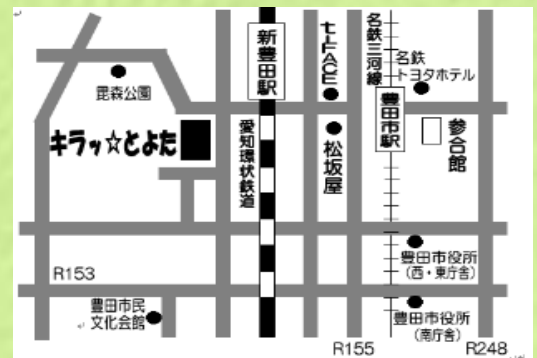 新豊田駅
t-FACE
名鉄三河線
名鉄
トヨタホテル
毘森公園
豊田市駅
キラッ☆とよた
愛知環状鉄道
松坂屋
参合館
豊田市役所
(西・東庁舎)
R153
豊田市民
文化会館
豊田市役所
(南庁舎)
R155
R248